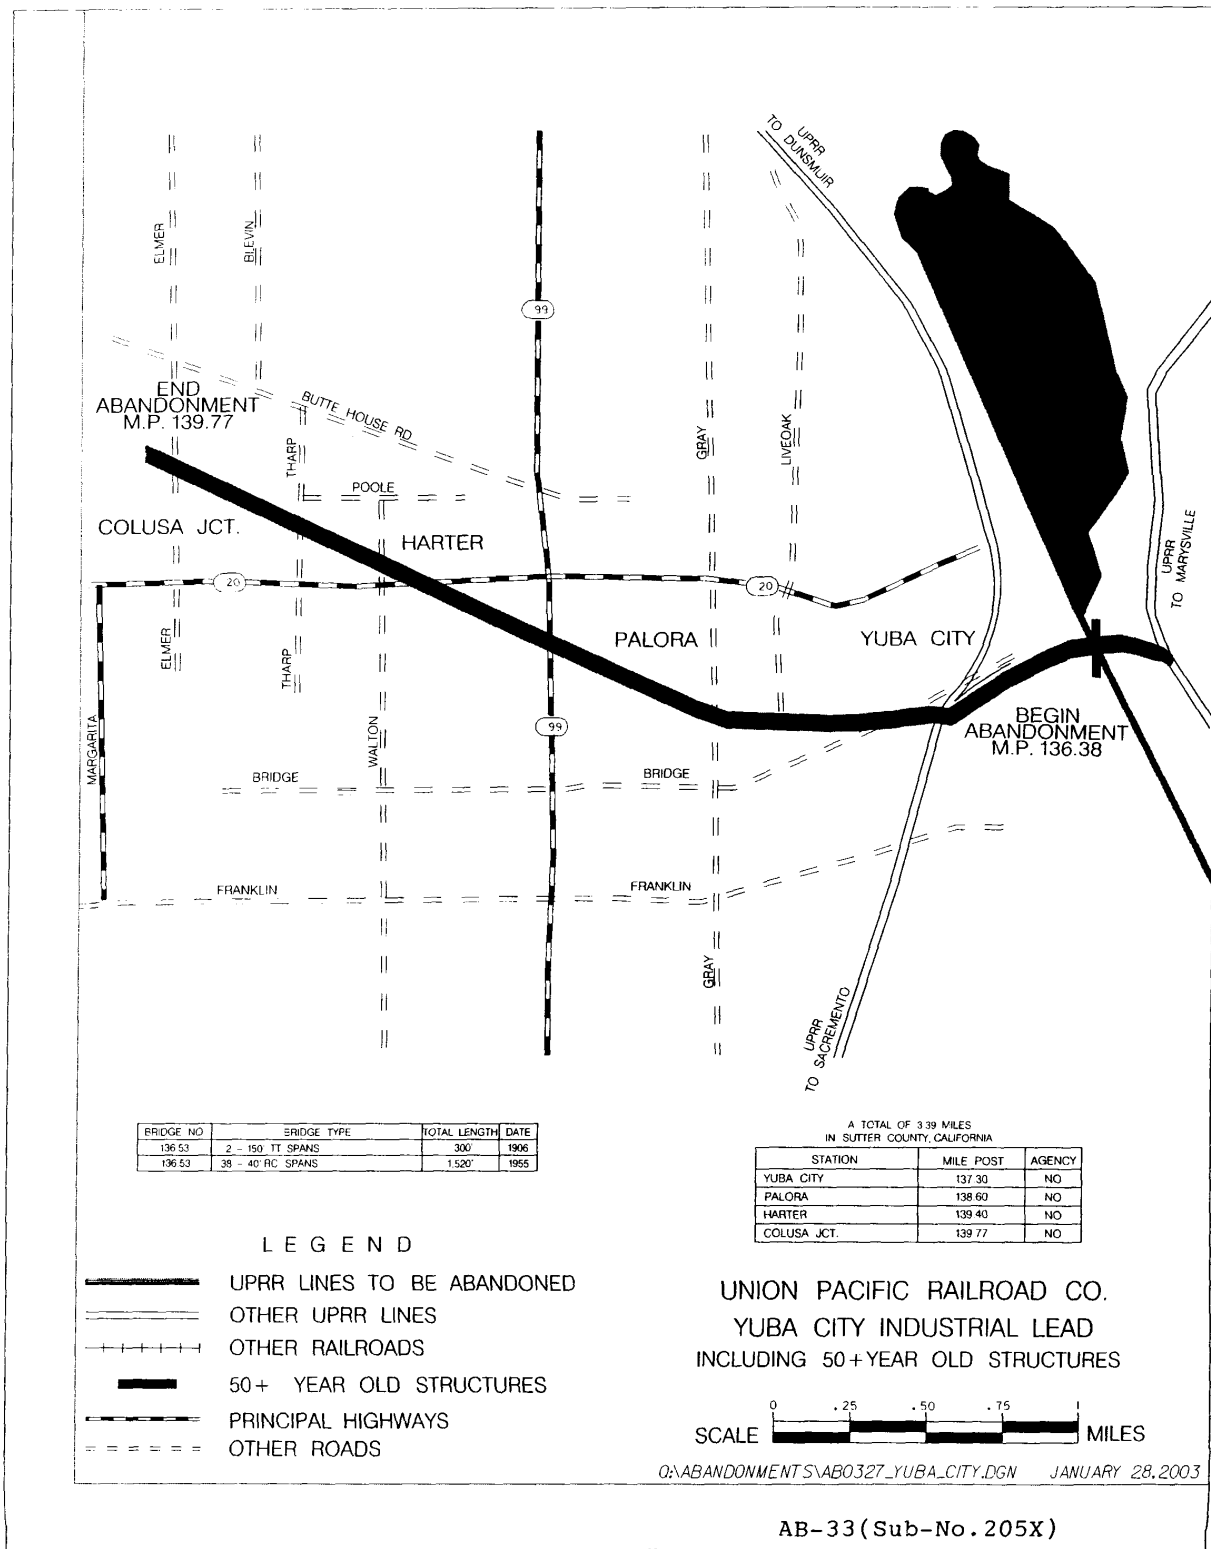 UPRR
TO DUNSMUIR
ELMER
BLEVIN
99
END
ABANDONMENT
M.P. 139.77
BUTTE HOUSE RD
THARP
GRAY
LIVEOAK
POOLE
COLUSA JCT.
HARTER
UPRR
TO MARYSVILLE
20
20
ELMER
THARP
PALORA
YUBA CITY
MARGARITA
WALTON
99
BEGIN
ABANDONMENT
M.P. 136.38
BRIDGE
BRIDGE
FRANKLIN
FRANKLIN
GRAY
UPRR
TO SACREMENTO
BRIDGE NO BRIDGE TYPE TOTAL LENGTH DATE
136.53 2 - 150' TT SPANS 300' 1906
136.53 38 - 40' RC SPANS 1,520' 1955
A TOTAL OF 3.39 MILES
IN SUTTER COUNTY, CALIFORNIA
STATION MILE POST AGENCY
YUBA CITY 137.30 NO
PALORA 138.60 NO
HARTER 139.40 NO
COLUSA JCT. 139.77 NO
LEGEND
UPRR LINES TO BE ABANDONED
OTHER UPRR LINES
OTHER RAILROADS
50+ YEAR OLD STRUCTURES
PRINCIPAL HIGHWAYS
OTHER ROADS
UNION PACIFIC RAILROAD CO.
YUBA CITY INDUSTRIAL LEAD
INCLUDING 50+YEAR OLD STRUCTURES
0 .25 .50 .75 1
SCALE MILES
O:\ABANDONMENTS\AB0327_YUBA_CITY.DGN JANUARY 28,2003
AB-33(Sub-No.205X)